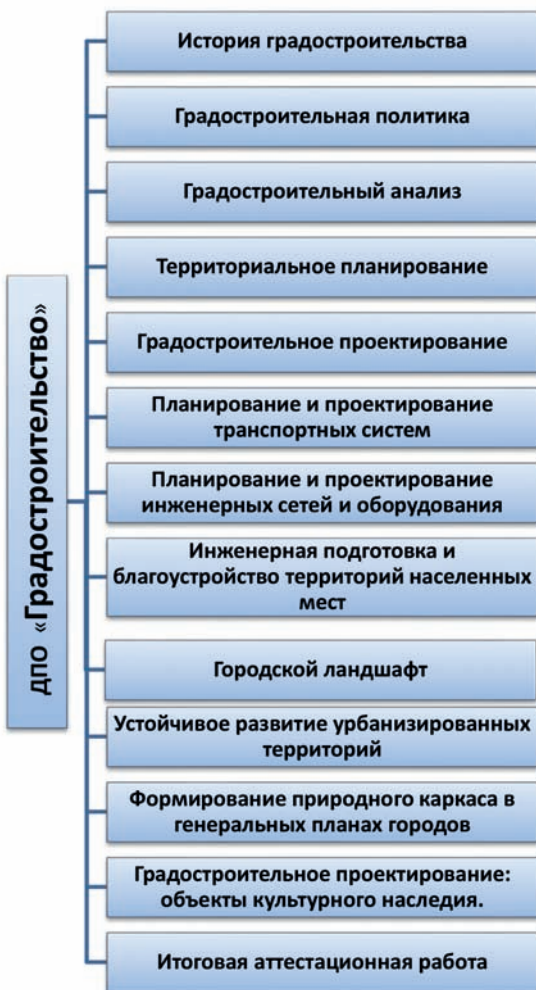 ДПО «Градостроительство»
История градостроительства
Градостроительная политика
Градостроительный анализ
Территориальное планирование
Градостроительное проектирование
Планирование и проектирование
транспортных систем
Планирование и проектирование
инженерных сетей и оборудования
Инженерная подготовка и
благоустройство территорий населенных
мест
Городской ландшафт
Устойчивое развитие урбанизированных
территорий
Формирование природного каркаса в
генеральных планах городов
Градостроительное проектирование:
объекты культурного наследия.
Итоговая аттестационная работа